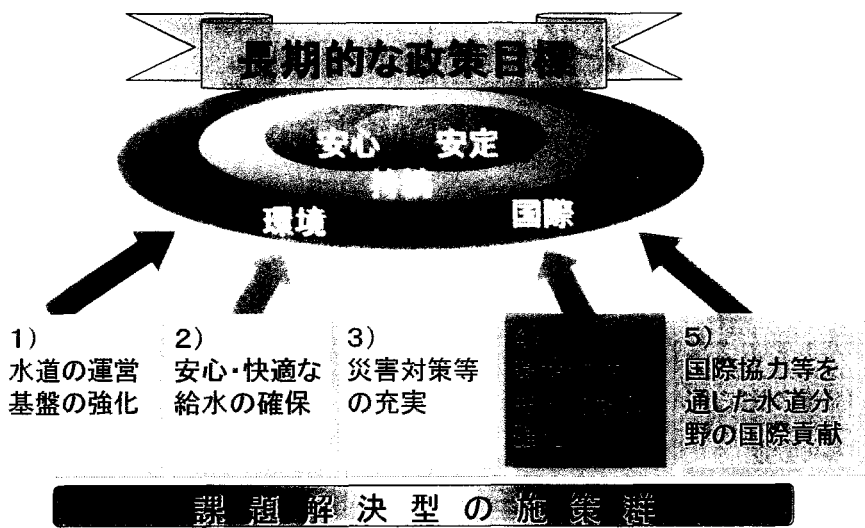 長期的な政策目標
安心 安定
環境 国際
1)
水道の運営
基盤の強化
2)
安心・快適な
給水の確保
3)
災害対策等
の充実
5)
国際協力等を
通じた水道分
野の国際貢献
課題解決型の施策群